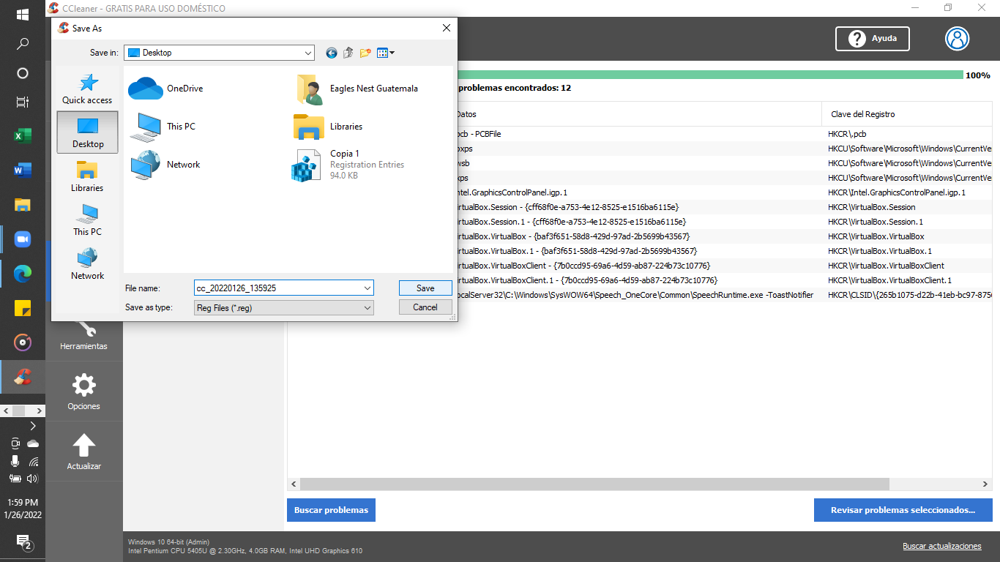 CCleaner - GRATIS PARA USO DOMÉSTICO
Save As
Save in:
Desktop
Quick access
Desktop
Libraries
This PC
Network
OneDrive
Eagles Nest Guatemala
This PC
Libraries
Network
Copia 1
Registration Entries
94.0 KB
File name:
cc_20220126_135925
Save
Save as type:
Reg Files (*.reg)
Cancel
Ayuda
100%
problemas encontrados: 12
Datos
Clave del Registro
pcb - PCBFile
HKCR\.pcb
oxps
HKCU\Software\Microsoft\Windows\CurrentVe
wsb
HKCU\Software\Microsoft\Windows\CurrentVe
xps
HKCU\Software\Microsoft\Windows\CurrentVe
Intel.GraphicsControlPanel.igp.1
HKCR\Intel.GraphicsControlPanel.igp.1
irtualBox.Session - {cff68f0e-a753-4e12-8525-e1516ba6115e}
HKCR\VirtualBox.Session
irtualBox.Session.1 - {cff68f0e-a753-4e12-8525-e1516ba6115e}
HKCR\VirtualBox.Session.1
irtualBox.VirtualBox - {baf3f651-58d8-429d-97ad-2b5699b43567}
HKCR\VirtualBox.VirtualBox
irtualBox.VirtualBox.1 - {baf3f651-58d8-429d-97ad-2b5699b43567}
HKCR\VirtualBox.VirtualBox.1
irtualBox.VirtualBoxClient - {7b0ccd95-69a6-4d59-ab87-224b73c10776}
HKCR\VirtualBox.VirtualBoxClient
irtualBox.VirtualBoxClient.1 - {7b0ccd95-69a6-4d59-ab87-224b73c10776}
HKCR\VirtualBox.VirtualBoxClient.1
ocalServer32\C:\Windows\SysWOW64\Speech_OneCore\Common\SpeechRuntime.exe -ToastNotifier
HKCR\CLSID\{265b1075-d22b-41eb-bc97-8756
Herramientas
Opciones
Actualizar
Buscar problemas
Revisar problemas seleccionados...
Windows 10 64-bit (Admin)
Intel Pentium CPU 5405U @ 2.30GHz, 4.0GB RAM, Intel UHD Graphics 610
Buscar actualizaciones
1:59 PM
1/26/2022
2